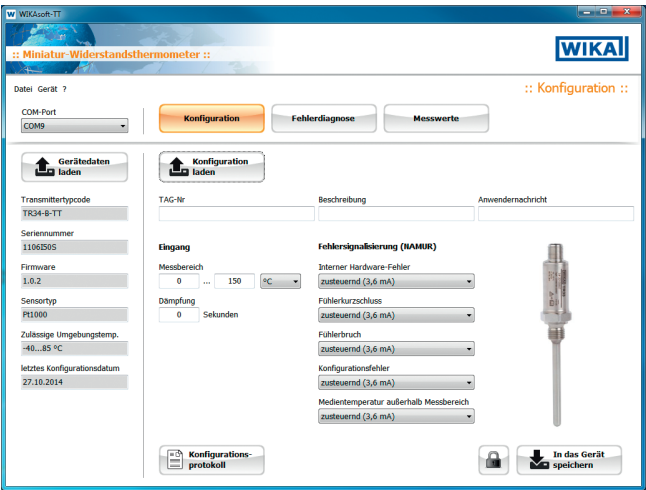 WIKAsoft-TT
:: Miniatur-Widerstandsthermometer ::
WIKA
Datei Gerät ?
:: Konfiguration ::
COM-Port
COM9
Konfiguration
Fehlerdiagnose
Messwerte
Gerätedaten
laden
Konfiguration
laden
Transmittertypcode
TR34-B-TT
Seriennummer
1106I50S
Firmware
1.0.2
Sensortyp
Pt1000
Zulässige Umgebungstemp.
-40...85 ºC
letztes Konfigurationsdatum
27.10.2014
TAG-Nr
Beschreibung
Anwendernachricht
Eingang
Messbereich
0 ... 150 ºC
Dämpfung
0 Sekunden
Fehlersignalisierung (NAMUR)
Interner Hardware-Fehler
zusteuernd (3,6 mA)
Fühlerkurzschluss
zusteuernd (3,6 mA)
Fühlerbruch
zusteuernd (3,6 mA)
Konfigurationsfehler
zusteuernd (3,6 mA)
Medientemperatur außerhalb Messbereich
zusteuernd (3,6 mA)
Konfigurations-
protokoll
In das Gerät
speichern